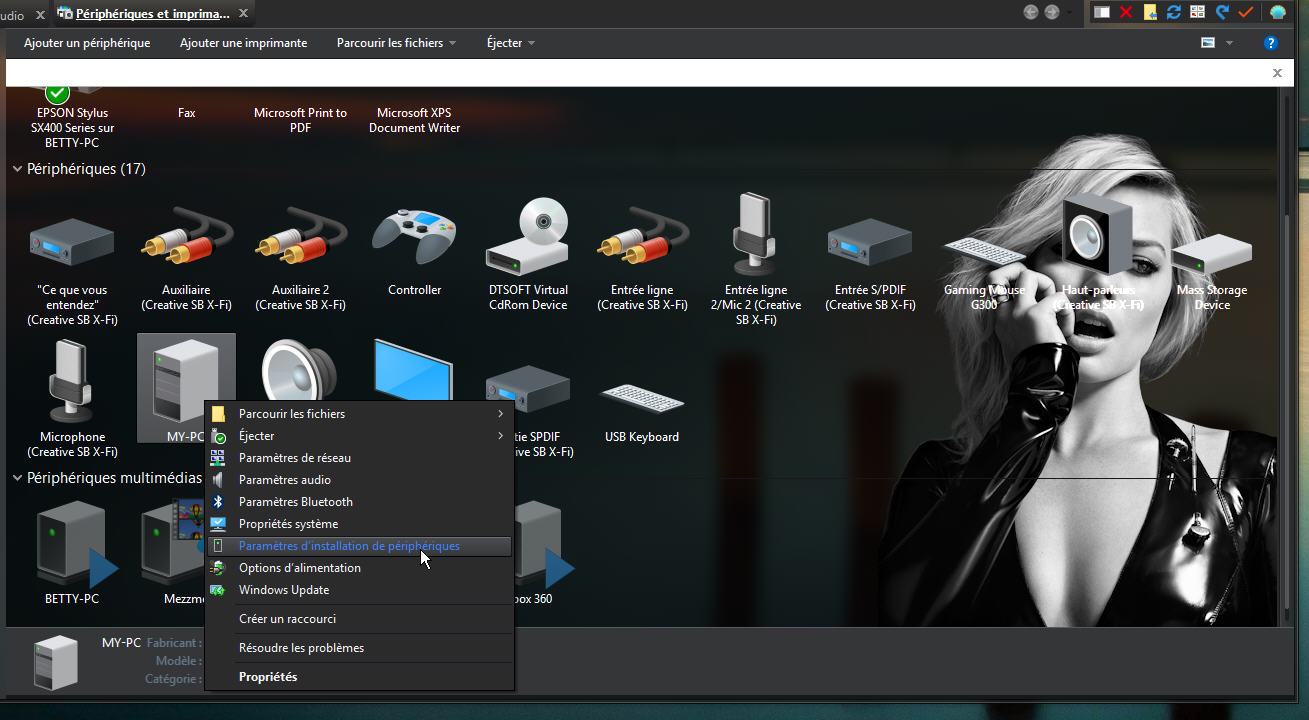 udio
Périphériques et imprima...
Ajouter un périphérique
Ajouter une imprimante
Parcourir les fichiers
Éjecter
EPSON Stylus
SX400 Series sur
BETTY-PC
Fax
Microsoft Print to
PDF
Microsoft XPS
Document Writer
Périphériques (17)
"Ce que vous
entendez"
(Creative SB X-Fi)
Auxiliaire
(Creative SB X-Fi)
Auxiliaire 2
(Creative SB X-Fi)
Controller
DTSOFT Virtual
CdRom Device
Entrée ligne
(Creative SB X-Fi)
Entrée ligne
2/Mic 2 (Creative
SB X-Fi)
Entrée S/PDIF
(Creative SB X-Fi)
Gaming Mouse
G300
Haut-parleurs
(Creative SB X-Fi)
Mass Storage
Device
Microphone
(Creative SB X-Fi)
MY-PC
tie SPDIF
ve SB X-Fi)
USB Keyboard
Périphériques multimédias
BETTY-PC
Mezzm
box 360
Parcourir les fichiers
Éjecter
Paramètres de réseau
Paramètres audio
Paramètres Bluetooth
Propriétés système
Paramètres d'installation de périphériques
Options d'alimentation
Windows Update
Créer un raccourci
Résoudre les problèmes
Propriétés
MY-PC Fabricant :
Modèle :
Catégorie :